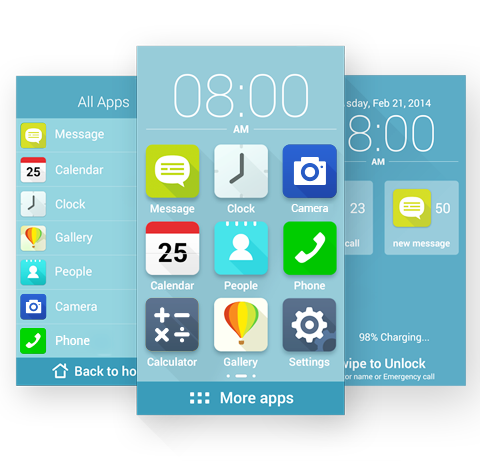 All Apps
Message
Calendar
25
Clock
Gallery
People
Camera
Phone
Back to ho
08:00
AM
Message
Clock
Camera
25
Calendar
People
Phone
Calculator
Gallery
Settings
More apps
sday, Feb 21, 2014
8:00
AM
23
call
50
new message
98% Charging...
wipe to Unlock
or name or Emergency call